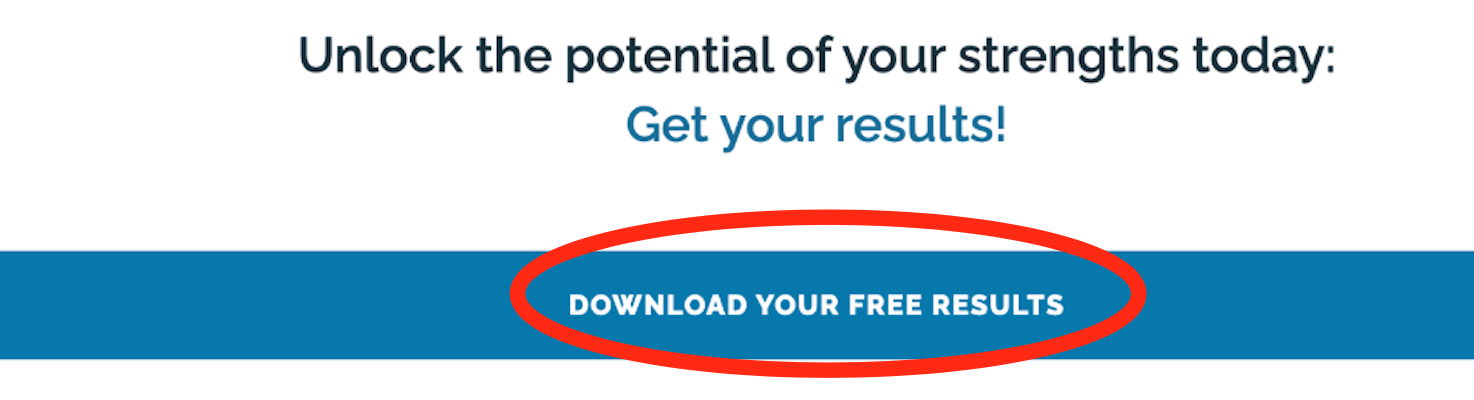 Unlock the potential of your strengths today:
Get your results!
DOWNLOAD YOUR FREE RESULTS